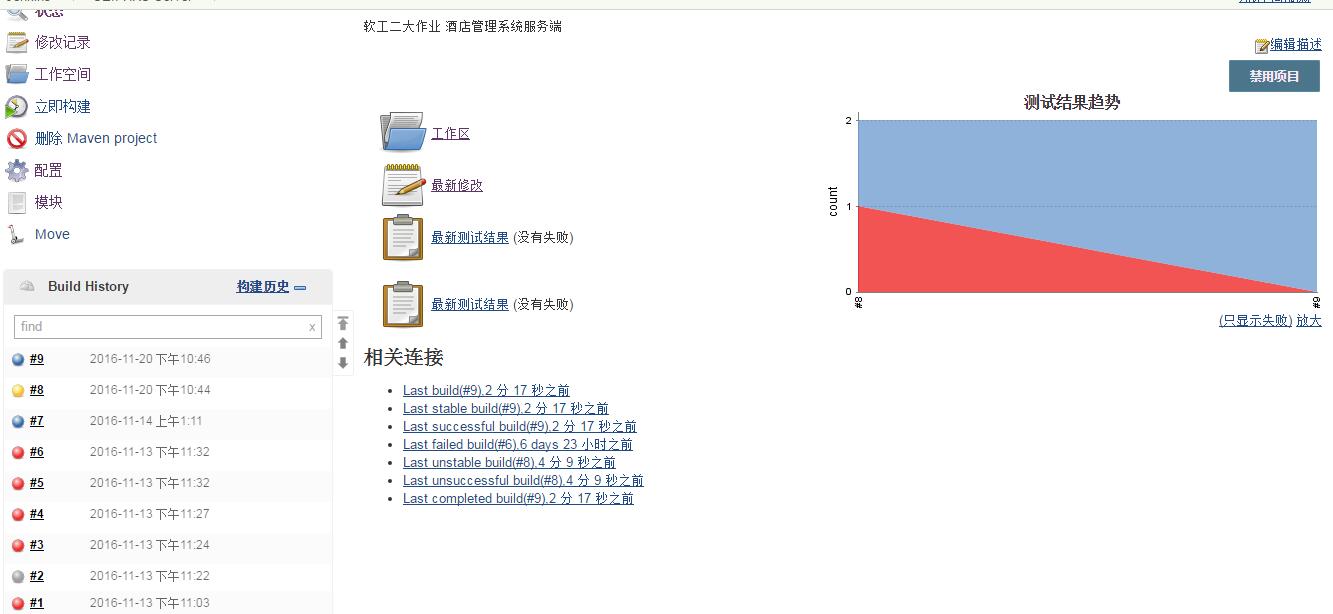 状态
修改记录
工作空间
立即构建
删除 Maven project
配置
模块
Move
Build History
构建历史
find
x
#9 2016-11-20 下午10:46
#8 2016-11-20 下午10:44
#7 2016-11-14 上午1:11
#6 2016-11-13 下午11:32
#5 2016-11-13 下午11:32
#4 2016-11-13 下午11:27
#3 2016-11-13 下午11:24
#2 2016-11-13 下午11:22
#1 2016-11-13 下午11:03
软工二大作业 酒店管理系统服务端
编辑描述
禁用项目
工作区
最新修改
最新测试结果 (没有失败)
最新测试结果 (没有失败)
测试结果趋势
count
2
1
0
#8
#9
(只显示失败) 放大
相关连接
Last build(#9),2 分 17 秒之前
Last stable build(#9),2 分 17 秒之前
Last successful build(#9),2 分 17 秒之前
Last failed build(#6),6 days 23 小时之前
Last unstable build(#8),4 分 9 秒之前
Last unsuccessful build(#8),4 分 9 秒之前
Last completed build(#9),2 分 17 秒之前